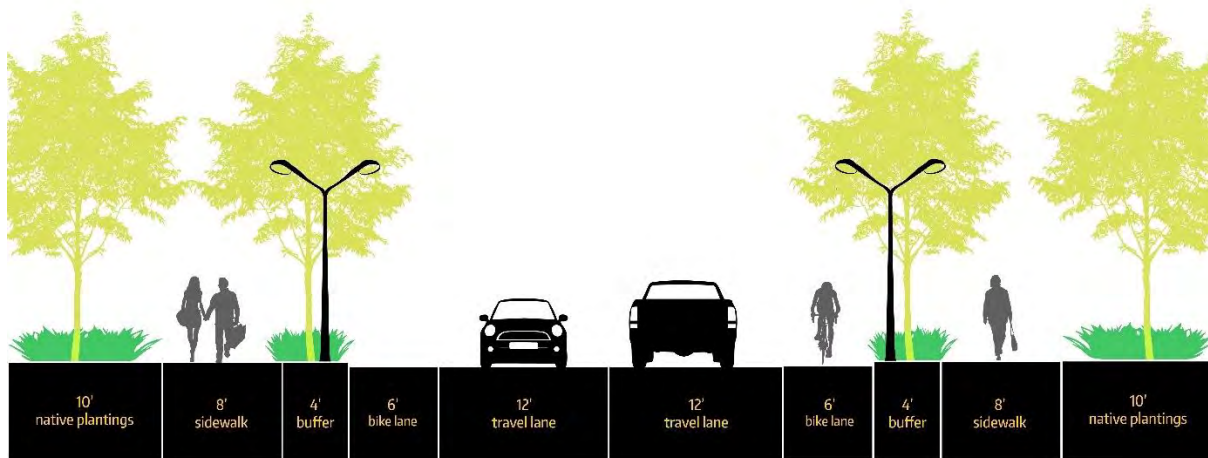 10'
native plantings
8'
sidewalk
4'
buffer
6'
bike lane
12'
travel lane
12'
travel lane
6'
bike lane
4'
buffer
8'
sidewalk
10'
native plantings